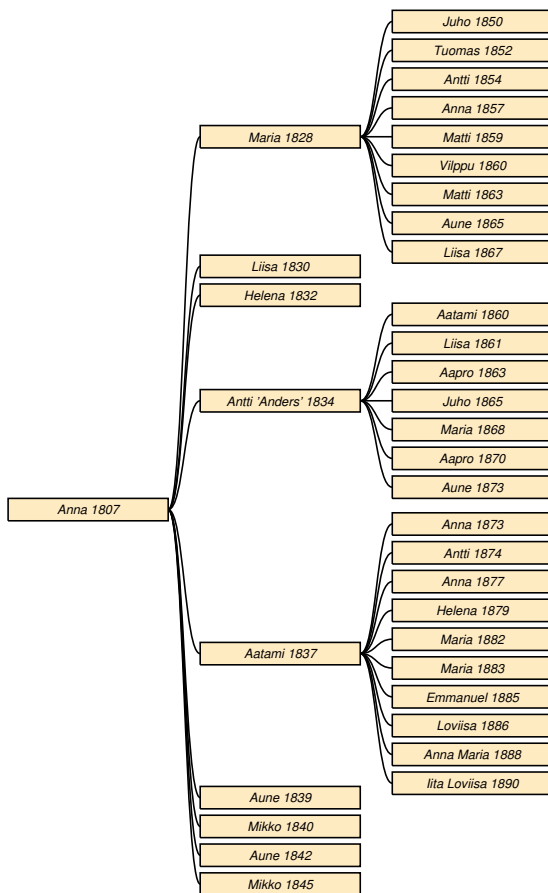 Anna 1807
Maria 1828
Juho 1850
Tuomas 1852
Antti 1854
Anna 1857
Matti 1859
Vilppu 1860
Matti 1863
Aune 1865
Liisa 1867
Liisa 1830
Helena 1832
Antti 'Anders' 1834
Aatami 1860
Liisa 1861
Aapro 1863
Juho 1865
Maria 1868
Aapro 1870
Aune 1873
Aatami 1837
Anna 1873
Antti 1874
Anna 1877
Helena 1879
Maria 1882
Maria 1883
Emmanuel 1885
Loviisa 1886
Anna Maria 1888
Iita Loviisa 1890
Aune 1839
Mikko 1840
Aune 1842
Mikko 1845